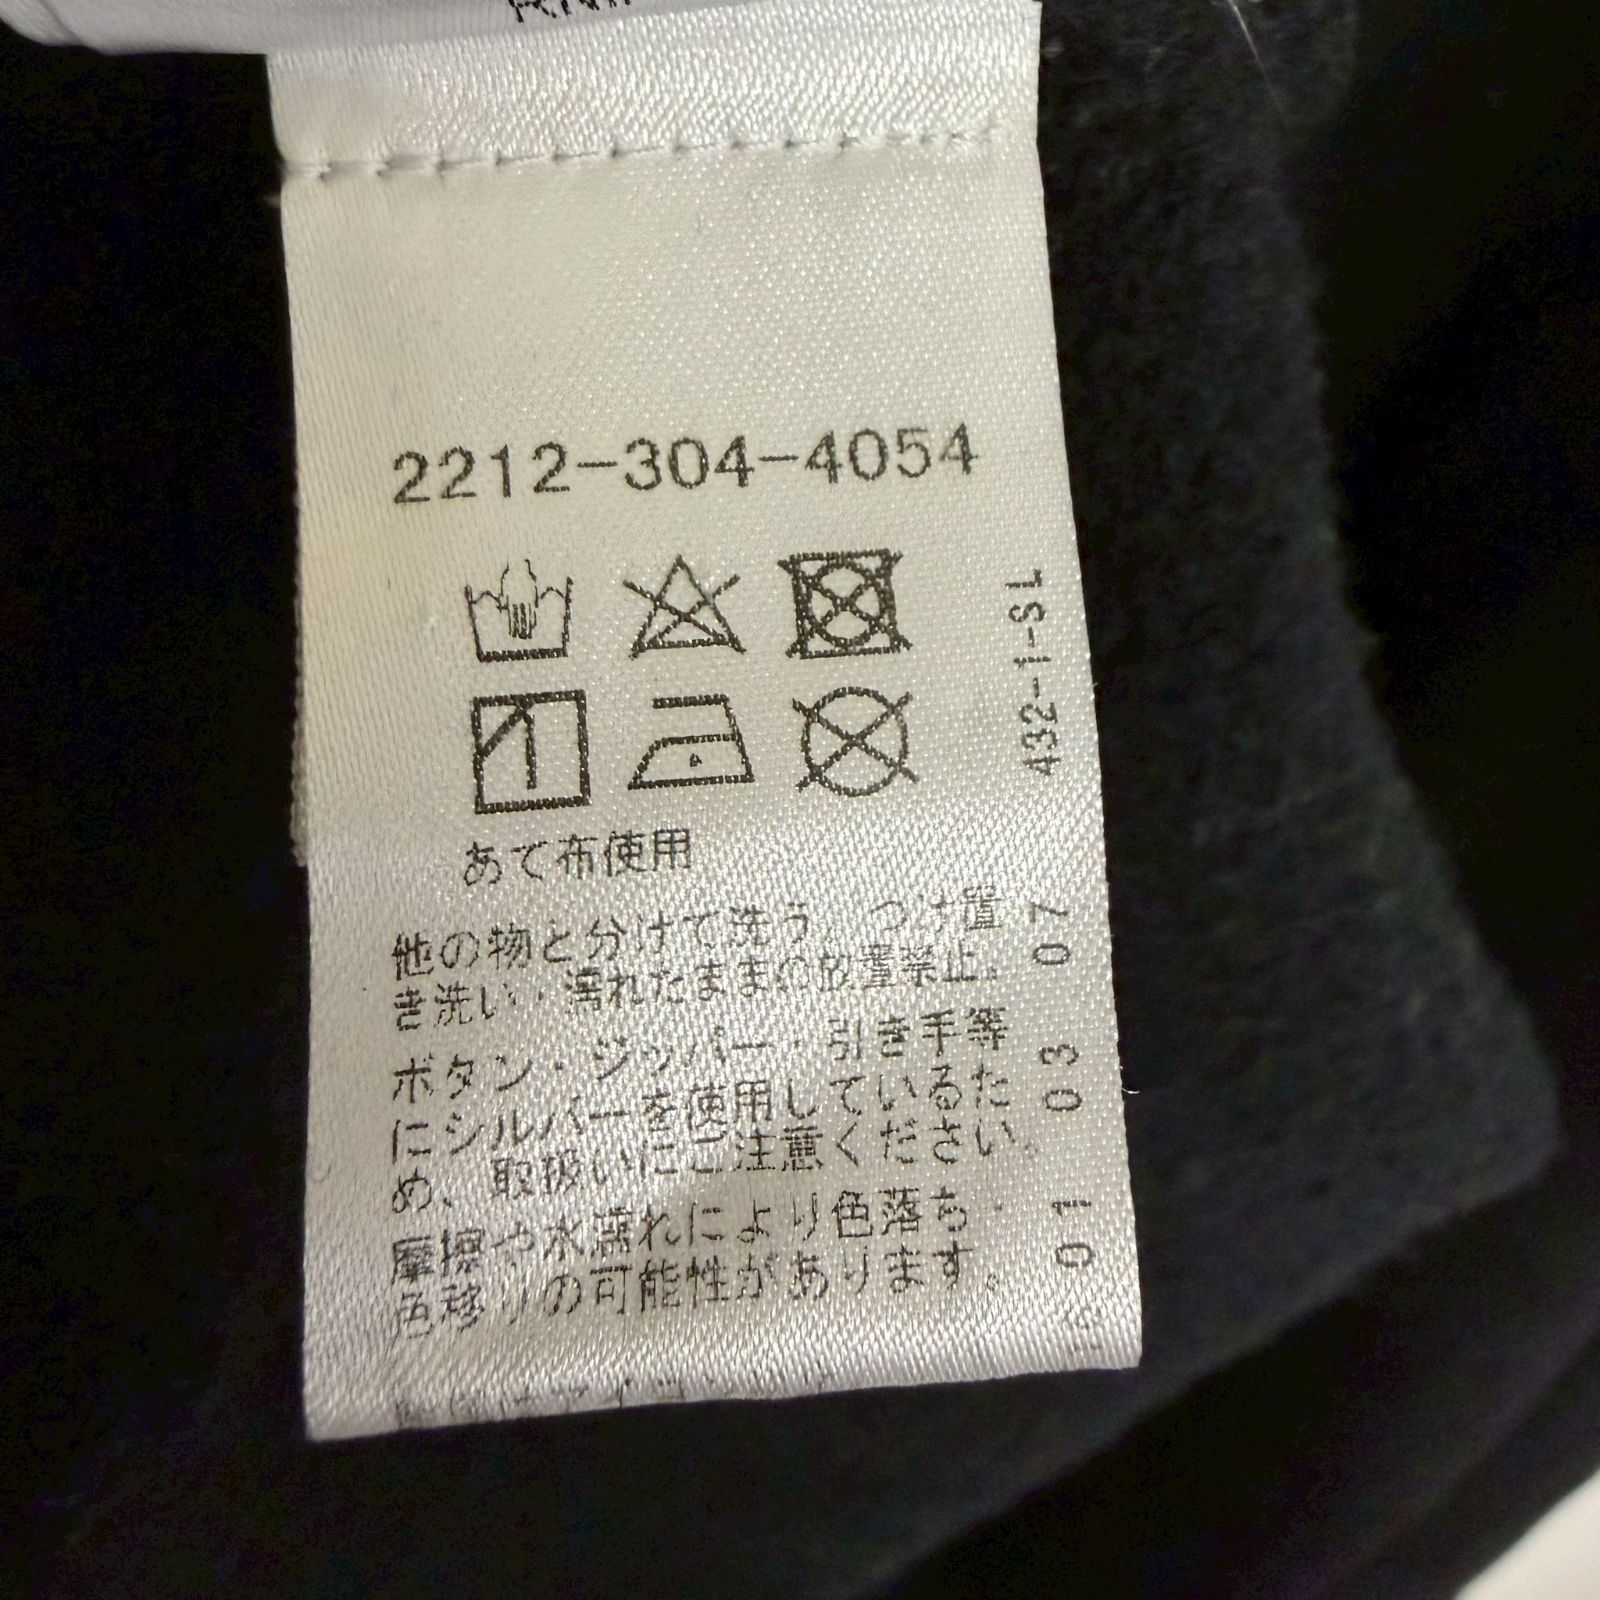 2212-304-4054
あて布使用
他の物と分けて洗う。つけ置
き洗い・濡れたままの放置禁止。
ボタン・ジッパー・引き手等
にシルバーを使用しているた
め、取扱いにご注意ください。
摩擦や水濡れにより色落ち・
色移りの可能性があります。
432-1-SL
01 03 07